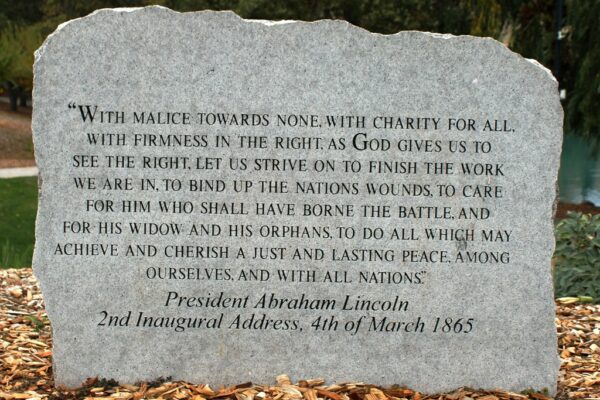 “With malice towards none, with charity for all,
with firmness in the right, as God gives us to
see the right, let us strive on to finish the work
we are in, to bind up the nations wounds, to care
for him who shall have borne the battle, and
for his widow and his orphans, to do all which may
achieve and cherish a just and lasting peace, among
ourselves, and with all nations.”
President Abraham Lincoln
2nd Inaugural Address, 4th of March 1865